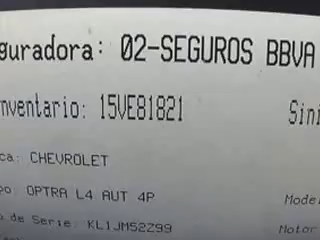 guradora: 02-SEGUROS BBVA
nventario: 15VE81821 Sini
ca: CHEVROLET
po: OPTRA L4 AUT 4P Mode
o de Serie: KL1JM52Z99 Motor